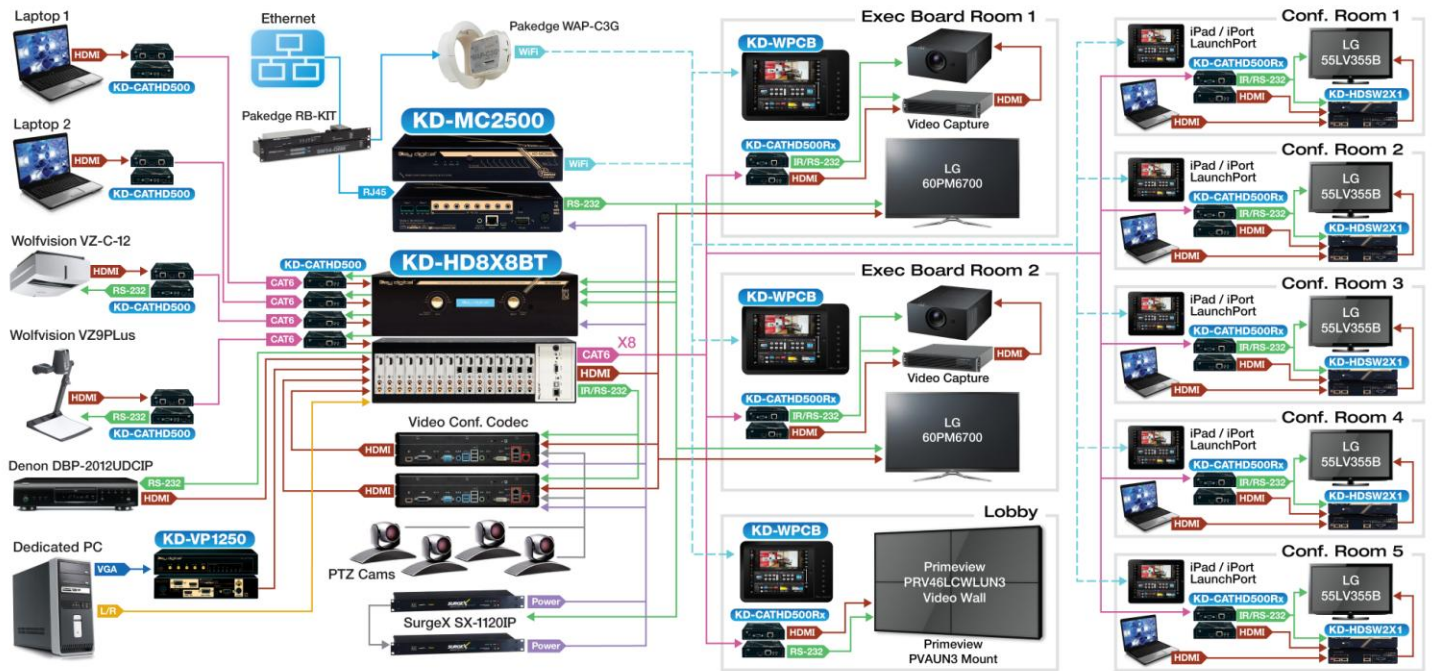 Laptop 1
HDMI
KD-CATHD500
Laptop 2
HDMI
KD-CATHD500
Wolfvision VZ-C-12
HDMI
RS-232
KD-CATHD500
Wolfvision VZ9PLus
HDMI
RS-232
KD-CATHD500
Denon DBP-2012UDCIP
RS-232
HDMI
Dedicated PC
VGA
KD-VP1250
L/R
Ethernet
Pakedge WAP-C3G
WiFi
Pakedge RB-KIT
KD-MC2500
WiFi
RJ45
RS-232
KD-CATHD500
KD-HD8X8BT
CAT6
CAT6
CAT6
CAT6
X8
CAT6
HDMI
IR/RS-232
Video Conf. Codec
HDMI
HDMI
PTZ Cams
SURGEX
Power
SurgeX SX-1120IP
SURGEX
Power
Exec Board Room 1
KD-WPCB
HDMI
Video Capture
KD-CATHD500Rx
IR/RS-232
HDMI
LG
60PM6700
Exec Board Room 2
KD-WPCB
HDMI
Video Capture
KD-CATHD500Rx
IR/RS-232
HDMI
LG
60PM6700
Lobby
KD-WPCB
KD-CATHD500Rx
HDMI
RS-232
Primeview
PRV46LCWLUN3
Video Wall
Primeview
PVAUN3 Mount
Conf. Room 1
iPad / iPort
LaunchPort
LG
55LV355B
KD-CATHD500Rx
IR/RS-232
HDMI
KD-HDSW2X1
HDMI
Conf. Room 2
iPad / iPort
LaunchPort
LG
55LV355B
KD-CATHD500Rx
IR/RS-232
HDMI
KD-HDSW2X1
HDMI
Conf. Room 3
iPad / iPort
LaunchPort
LG
55LV355B
KD-CATHD500Rx
IR/RS-232
HDMI
KD-HDSW2X1
HDMI
Conf. Room 4
iPad / iPort
LaunchPort
LG
55LV355B
KD-CATHD500Rx
IR/RS-232
HDMI
KD-HDSW2X1
HDMI
Conf. Room 5
iPad / iPort
LaunchPort
LG
55LV355B
KD-CATHD500Rx
IR/RS-232
HDMI
KD-HDSW2X1
HDMI